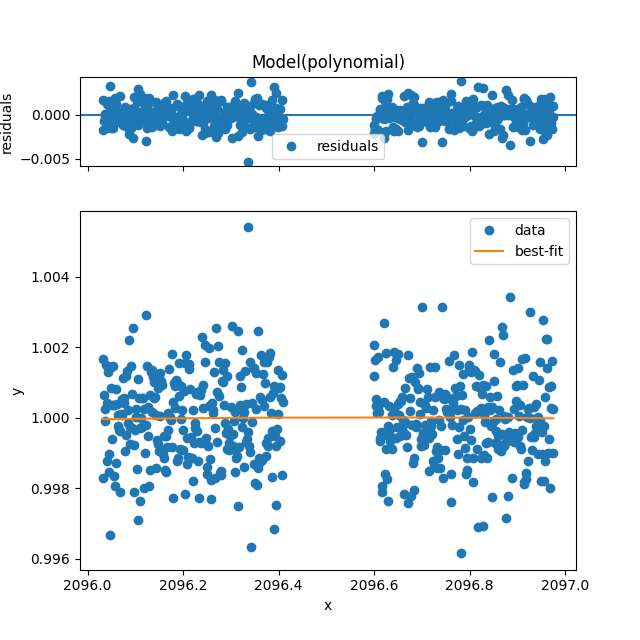 Model(polynomial)
residuals
0.000
−0.005
residuals
y
1.004
1.002
1.000
0.998
0.996
data
best-fit
2096.0 2096.2 2096.4 2096.6 2096.8 2097.0
x